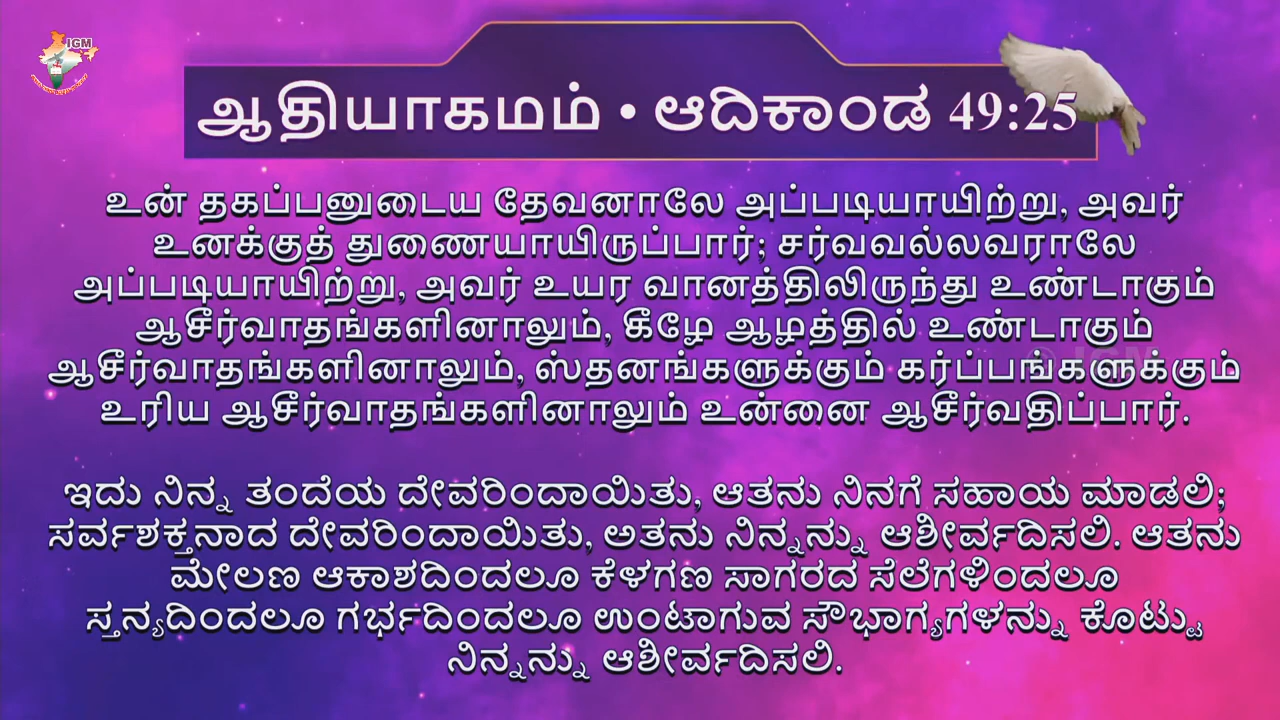 IGM
ஆதியாகமம் • ಆದಿಕಾಂಡ 49:25
உன் தகப்பனுடைய தேவனாலே அப்படியாயிற்று, அவர்
உனக்குத் துணையாயிருப்பார்; சர்வவல்லவராலே
அப்படியாயிற்று, அவர் உயர வானத்திலிருந்து உண்டாகும்
ஆசீர்வாதங்களினாலும், கீழே ஆழத்தில் உண்டாகும்
ஆசீர்வாதங்களினாலும், ஸ்தனங்களுக்கும் கர்ப்பங்களுக்கும்
உரிய ஆசீர்வாதங்களினாலும் உன்னை ஆசீர்வதிப்பார்.
© IGM
ಇದು ನಿನ್ನ ತಂದೆಯ ದೇವರಿಂದಾಯಿತು, ಆತನು ನಿನಗೆ ಸಹಾಯ ಮಾಡಲಿ;
ಸರ್ವಶಕ್ತನಾದ ದೇವರಿಂದಾಯಿತು, ಅತನು ನಿನ್ನನ್ನು ಆಶೀರ್ವದಿಸಲಿ. ಆತನು
ಮೇಲಣ ಆಕಾಶದಿಂದಲೂ ಕೆಳಗಣ ಸಾಗರದ ಸೆಲೆಗಳಿಂದಲೂ
ಸ್ತನ್ಯದಿಂದಲೂ ಗರ್ಭದಿಂದಲೂ ಉಂಟಾಗುವ ಸೌಭಾಗ್ಯಗಳನ್ನು ಕೊಟ್ಟು
ನಿನ್ನನ್ನು ಆಶೀರ್ವದಿಸಲಿ.